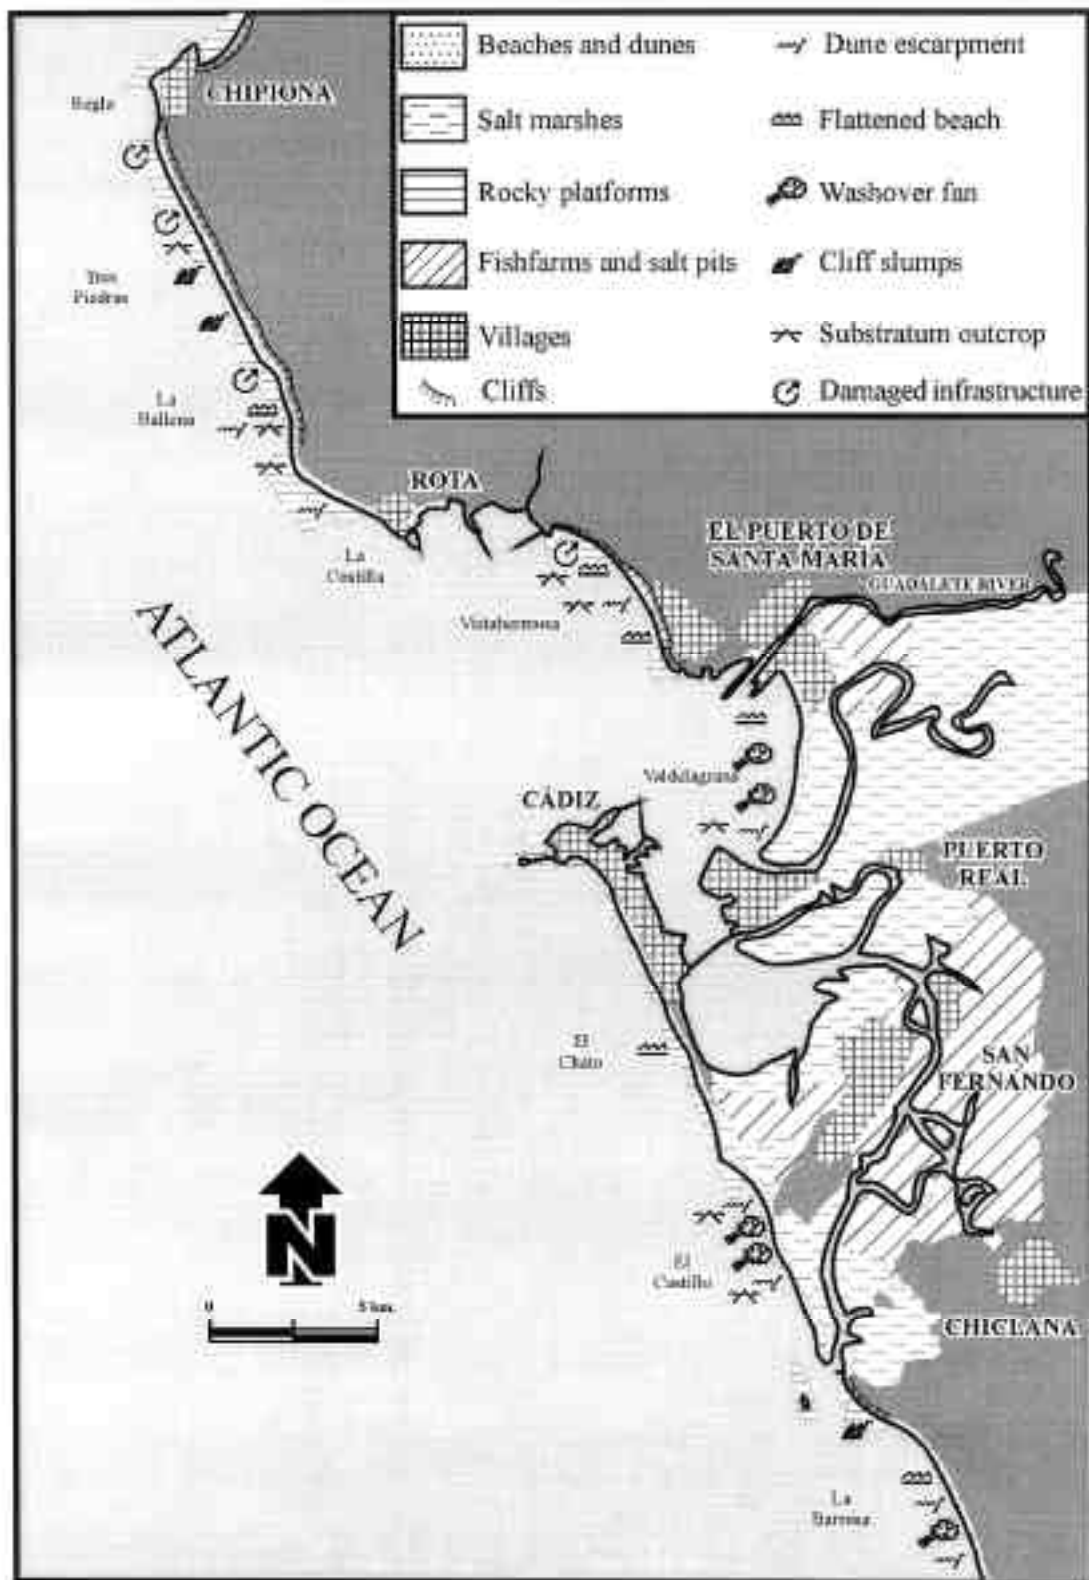 Beaches and dunes
Salt marshes
Rocky platforms
Fishfarms and salt pits
Villages
Cliffs
Dune escarpment
Flattened beach
Washover fan
Cliff slumps
Substratum outcrop
Damaged infrastructure
CHIPIONA
Regla
Tres
Piedras
La
Ballena
ROTA
La
Costilla
EL PUERTO DE
SANTA MARÍA
GUADALETE RIVER
Vistahermosa
ATLANTIC OCEAN
Valdelagrana
CÁDIZ
PUERTO
REAL
El
Chato
SAN
FERNANDO
N
0
5 km.
El
Castillo
CHICLANA
La
Barrosa